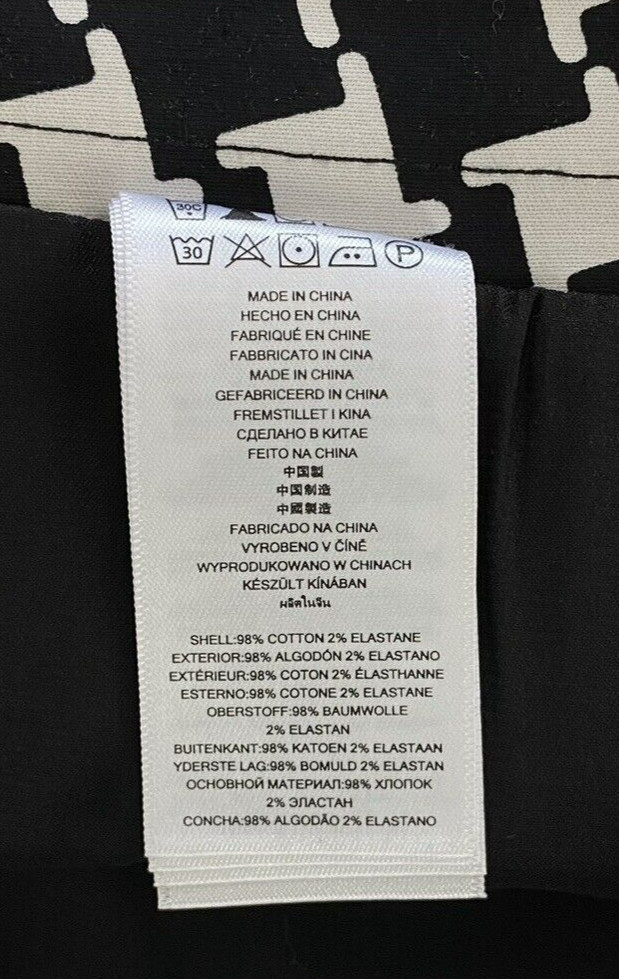 30C
30
P
MADE IN CHINA
HECHO EN CHINA
FABRIQUÉ EN CHINE
FABBRICATO IN CINA
MADE IN CHINA
GEFABRICEERD IN CHINA
FREMSTILLET I KINA
СДЕЛАНО В КИТАЕ
FEITO NA CHINA
中国製
中国制造
中國製造
FABRICADO NA CHINA
VYROBENO V ČÍNĚ
WYPRODUKOWANO W CHINACH
KÉSZÜLT KÍNÁBAN
ผลิตในจีน
SHELL:98% COTTON 2% ELASTANE
EXTERIOR:98% ALGODÓN 2% ELASTANO
EXTÉRIEUR:98% COTON 2% ÉLASTHANNE
ESTERNO:98% COTONE 2% ELASTANE
OBERSTOFF:98% BAUMWOLLE
2% ELASTAN
BUITENKANT:98% KATOEN 2% ELASTAAN
YDERSTE LAG:98% BOMULD 2% ELASTAN
ОСНОВНОЙ МАТЕРИАЛ:98% ХЛОПОК
2% ЭЛАСТАН
CONCHA:98% ALGODÃO 2% ELASTANO